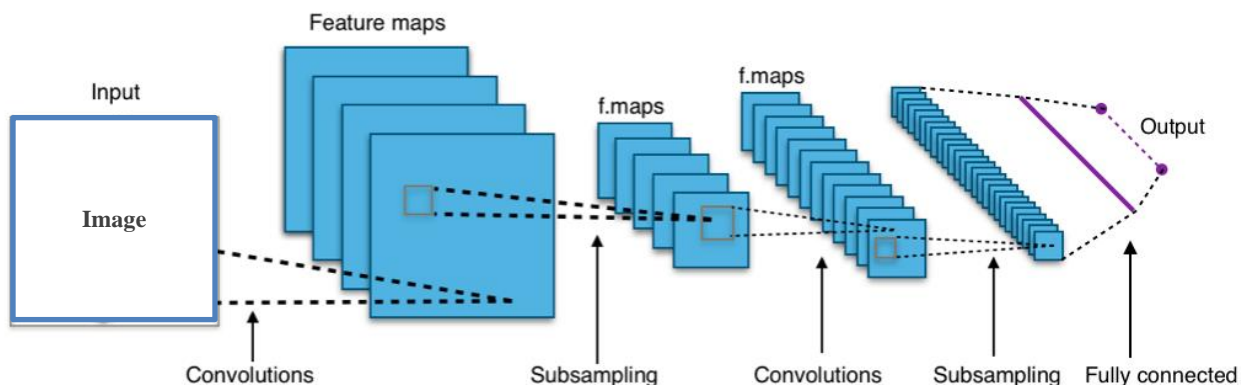 Feature maps
Input
f.maps
f.maps
Output
Image
Convolutions
Subsampling
Convolutions
Subsampling
Fully connected